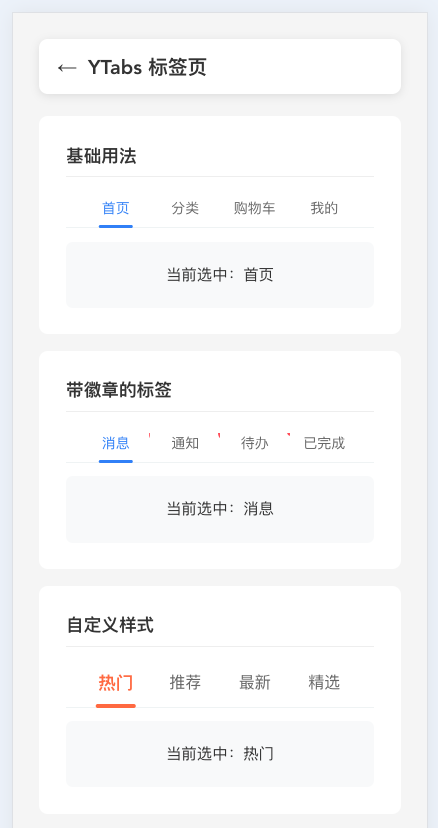 ← YTabs 标签页
基础用法
首页 分类 购物车 我的
当前选中：首页
带徽章的标签
消息 通知 待办 已完成
当前选中：消息
自定义样式
热门 推荐 最新 精选
当前选中：热门